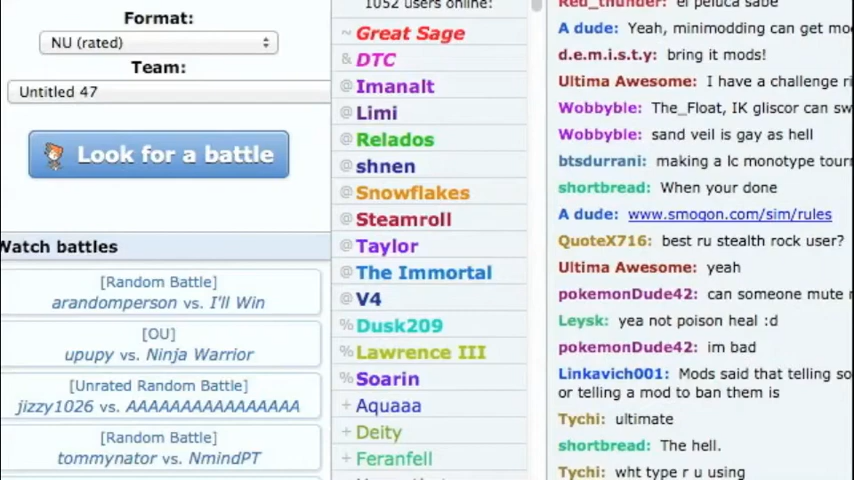 Format:
NU (rated)
Team:
Untitled 47
Look for a battle
Watch battles
[Random Battle]
arandomperson vs. I'll Win
[OU]
upupy vs. Ninja Warrior
[Unrated Random Battle]
jizzy1026 vs. AAAAAAAAAAAAAAAA
[Random Battle]
tommynator vs. NmindPT
1052 users online:
~ Great Sage
& DTC
@ Imanalt
@ Limi
@ Relados
@ shnen
@ Snowflakes
@ Steamroll
@ Taylor
@ The Immortal
@ V4
% Dusk209
% Lawrence III
% Soarin
+ Aquaaa
+ Deity
+ Feranfell
Red_thunder: el peluca sabe
A dude: Yeah, minimodding can get mo
d.e.m.i.s.t.y: bring it mods!
Ultima Awesome: I have a challenge ri
Wobbyble: The_Float, IK gliscor can sw
Wobbyble: sand veil is gay as hell
btsdurrani: making a lc monotype tourn
shortbread: When your done
A dude: www.smogon.com/sim/rules
QuoteX716: best ru stealth rock user?
Ultima Awesome: yeah
pokemonDude42: can someone mute
Leysk: yea not poison heal :d
pokemonDude42: im bad
Linkavich001: Mods said that telling so
or telling a mod to ban them is
Tychi: ultimate
shortbread: The hell.
Tychi: wht type r u using